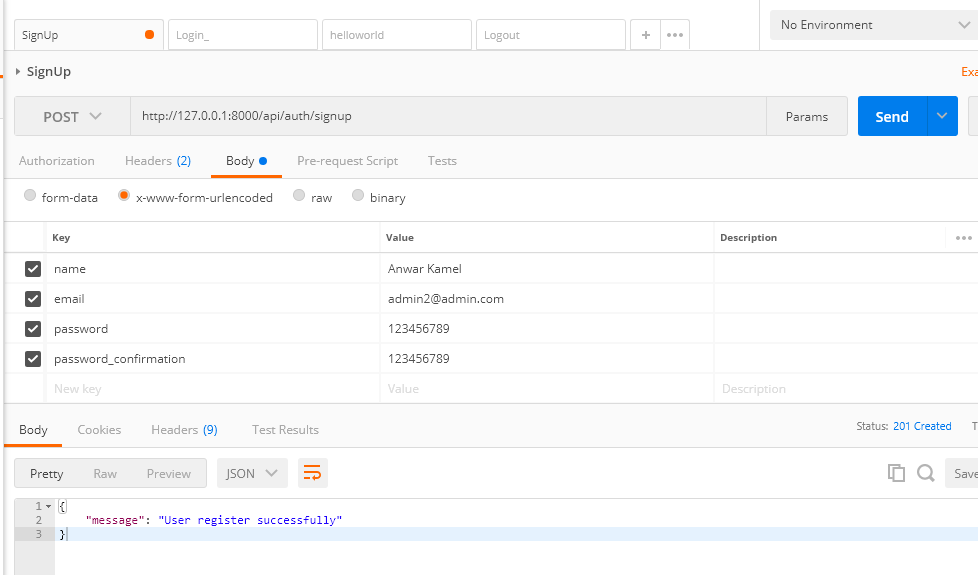 SignUp Login_ helloworld Logout + ••• No Environment
SignUp Exa
POST http://127.0.0.1:8000/api/auth/signup Params Send
Authorization Headers (2) Body Pre-request Script Tests
form-data x-www-form-urlencoded raw binary
Key Value Description •••
name Anwar Kamel
email admin2@admin.com
password 123456789
password_confirmation 123456789
New key Value Description
Body Cookies Headers (9) Test Results Status: 201 Created T
Pretty Raw Preview JSON Save
1 {
2 "message": "User register successfully"
3 }